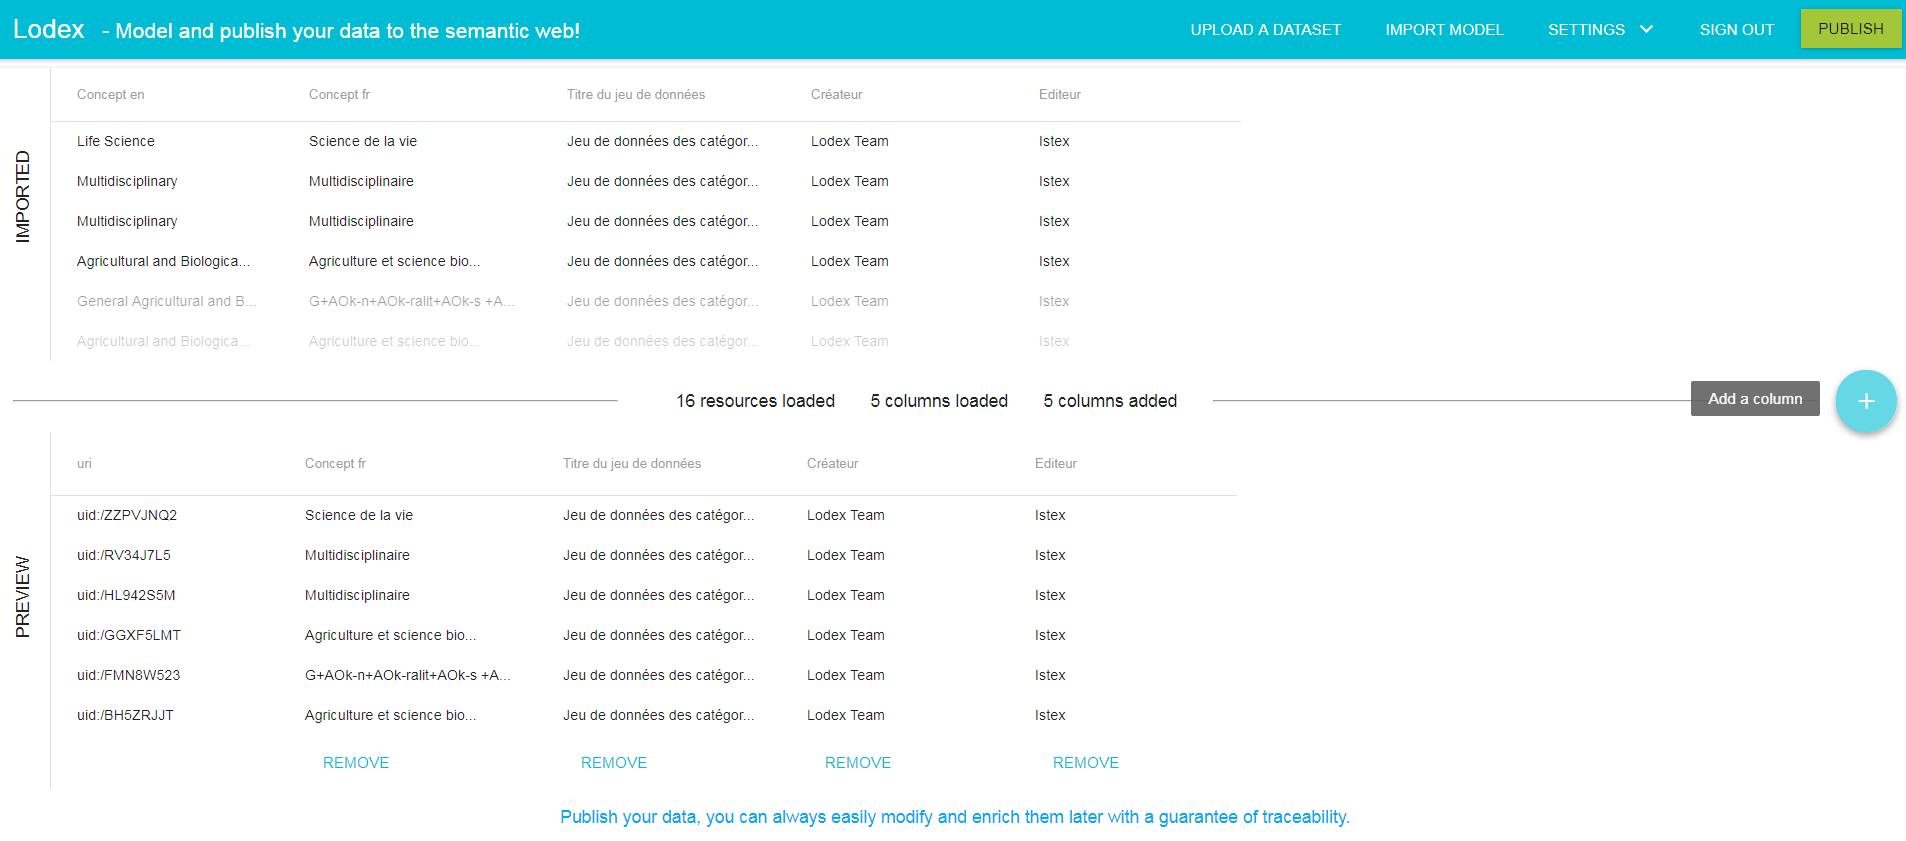 Lodex - Model and publish your data to the semantic web! UPLOAD A DATASET IMPORT MODEL SETTINGS SIGN OUT PUBLISH
IMPORTED
Concept en Concept fr Titre du jeu de données Créateur Editeur
Life Science Science de la vie Jeu de données des catégor... Lodex Team Istex
Multidisciplinary Multidisciplinaire Jeu de données des catégor... Lodex Team Istex
Multidisciplinary Multidisciplinaire Jeu de données des catégor... Lodex Team Istex
Agricultural and Biologica... Agriculture et science bio... Jeu de données des catégor... Lodex Team Istex
General Agricultural and B... G+AOk-n+AOk-ralit+AOk-s +A... Jeu de données des catégor... Lodex Team Istex
Agricultural and Biologica... Agriculture et science bio... Jeu de données des catégor... Lodex Team Istex
16 resources loaded 5 columns loaded 5 columns added Add a column +
PREVIEW
uri Concept fr Titre du jeu de données Créateur Editeur
uid:/ZZPVJNQ2 Science de la vie Jeu de données des catégor... Lodex Team Istex
uid:/RV34J7L5 Multidisciplinaire Jeu de données des catégor... Lodex Team Istex
uid:/HL942S5M Multidisciplinaire Jeu de données des catégor... Lodex Team Istex
uid:/GGXF5LMT Agriculture et science bio... Jeu de données des catégor... Lodex Team Istex
uid:/FMN8W523 G+AOk-n+AOk-ralit+AOk-s +A... Jeu de données des catégor... Lodex Team Istex
uid:/BH5ZRJJT Agriculture et science bio... Jeu de données des catégor... Lodex Team Istex
REMOVE REMOVE REMOVE REMOVE
Publish your data, you can always easily modify and enrich them later with a guarantee of traceability.